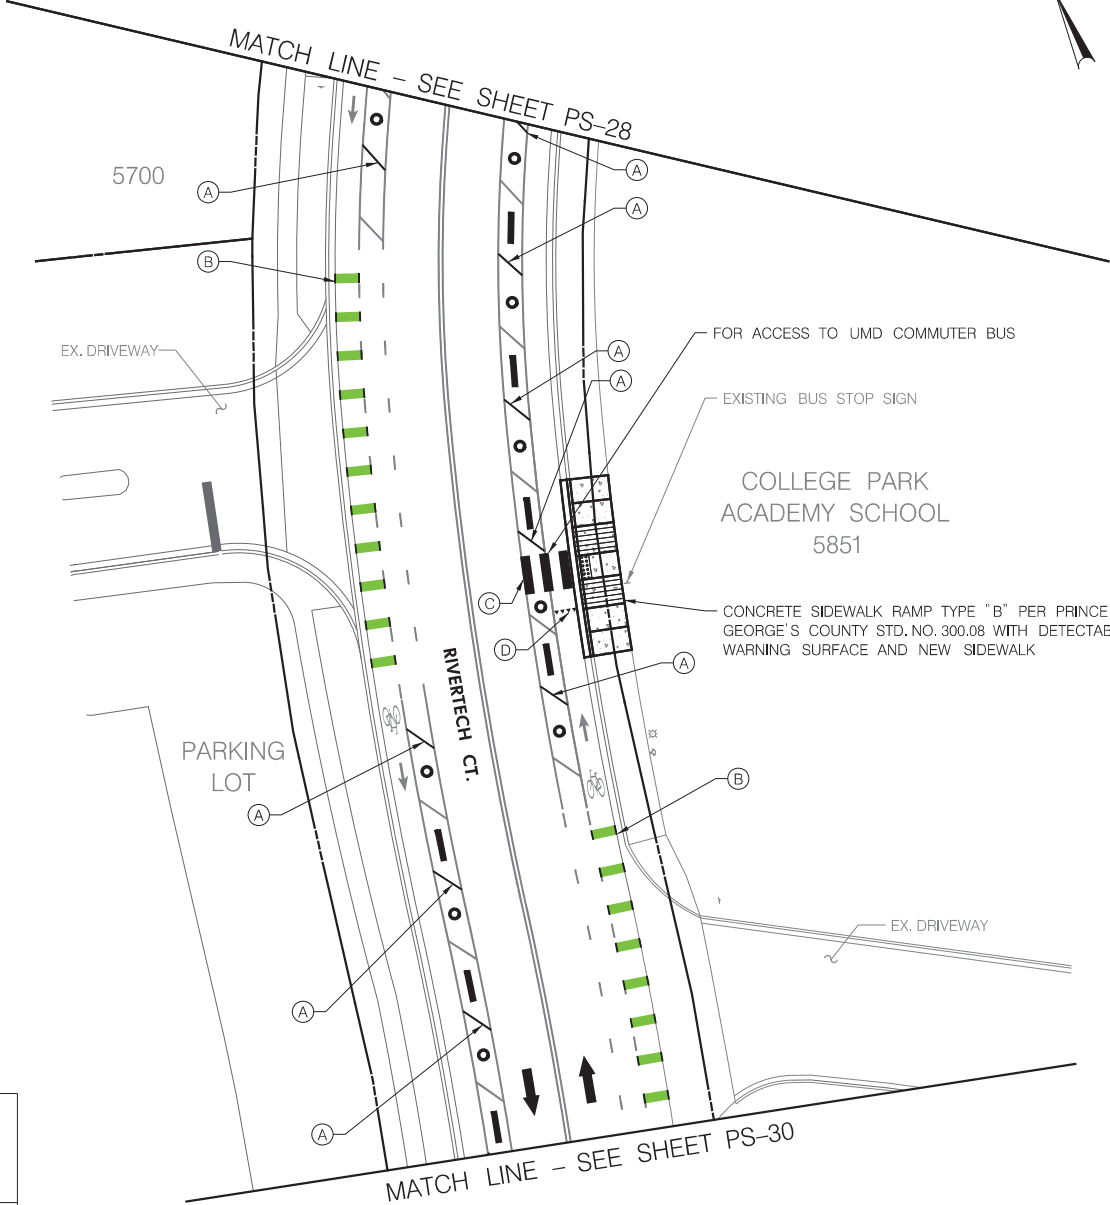 MATCH LINE – SEE SHEET PS–28
5700
A
A
A
B
FOR ACCESS TO UMD COMMUTER BUS
EX. DRIVEWAY
A
A
EXISTING BUS STOP SIGN
COLLEGE PARK
ACADEMY SCHOOL
5851
C
D
CONCRETE SIDEWALK RAMP TYPE "B" PER PRINCE
GEORGE'S COUNTY STD. NO. 300.08 WITH DETECTAB
WARNING SURFACE AND NEW SIDEWALK
A
RIVERTECH CT.
PARKING
LOT
B
A
EX. DRIVEWAY
A
A
MATCH LINE – SEE SHEET PS–30